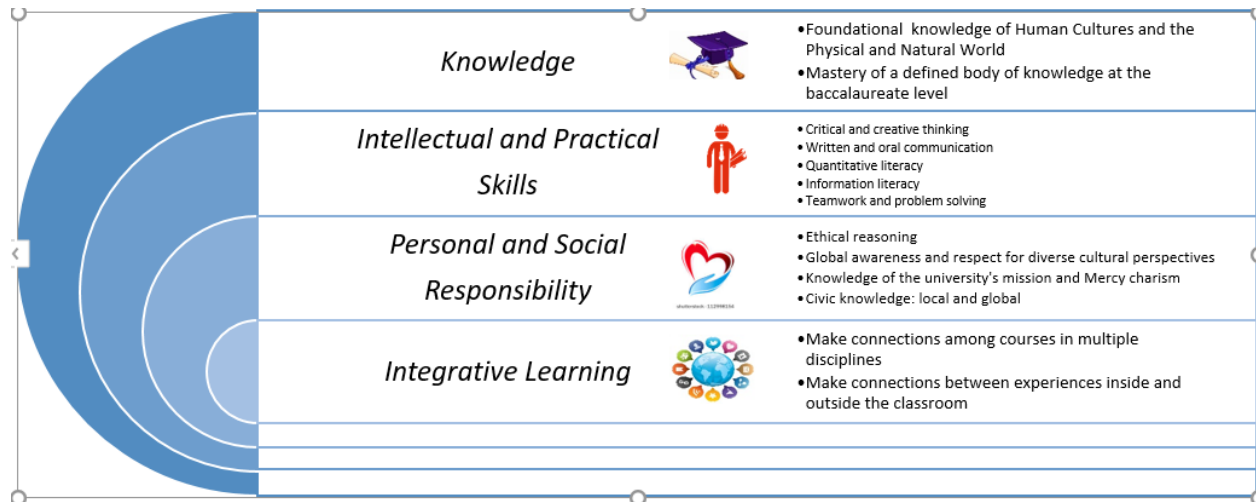 Knowledge
•Foundational knowledge of Human Cultures and the
Physical and Natural World
•Mastery of a defined body of knowledge at the
baccalaureate level
Intellectual and Practical
Skills
•Critical and creative thinking
•Written and oral communication
•Quantitative literacy
•Information literacy
•Teamwork and problem solving
Personal and Social
Responsibility
•Ethical reasoning
•Global awareness and respect for diverse cultural perspectives
•Knowledge of the university's mission and Mercy charism
•Civic knowledge: local and global
Integrative Learning
•Make connections among courses in multiple
disciplines
•Make connections between experiences inside and
outside the classroom